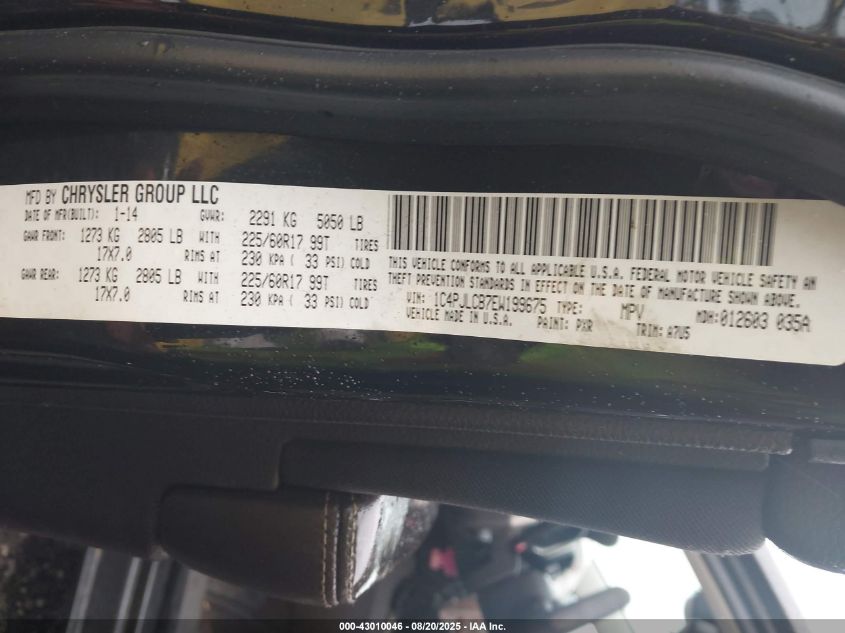 MFD BY CHRYSLER GROUP LLC
DATE OF MFR(BUILT): 1-14 GVWR: 2291 KG 5050 LB
GAWR FRONT: 1273 KG 2805 LB WITH 225/60R17 99T TIRES
17X7.0 RIMS AT 230 KPA ( 33 PSI) COLD
GAWR REAR: 1273 KG 2805 LB WITH 225/60R17 99T TIRES
17X7.0 RIMS AT 230 KPA ( 33 PSI) COLD
THIS VEHICLE CONFORMS TO ALL APPLICABLE U.S.A. FEDERAL MOTOR VEHICLE SAFETY AN
THEFT PREVENTION STANDARDS IN EFFECT ON THE DATE OF MANUFACTURE SHOWN ABOVE.
VIN: 1C4PJLCB7EW199675 TYPE: MPV MDH: 012603 035A
VEHICLE MADE IN U.S.A. PAINT: PXR TRIM: A7U5
000-43010046 - 08/20/2025 - IAA Inc.